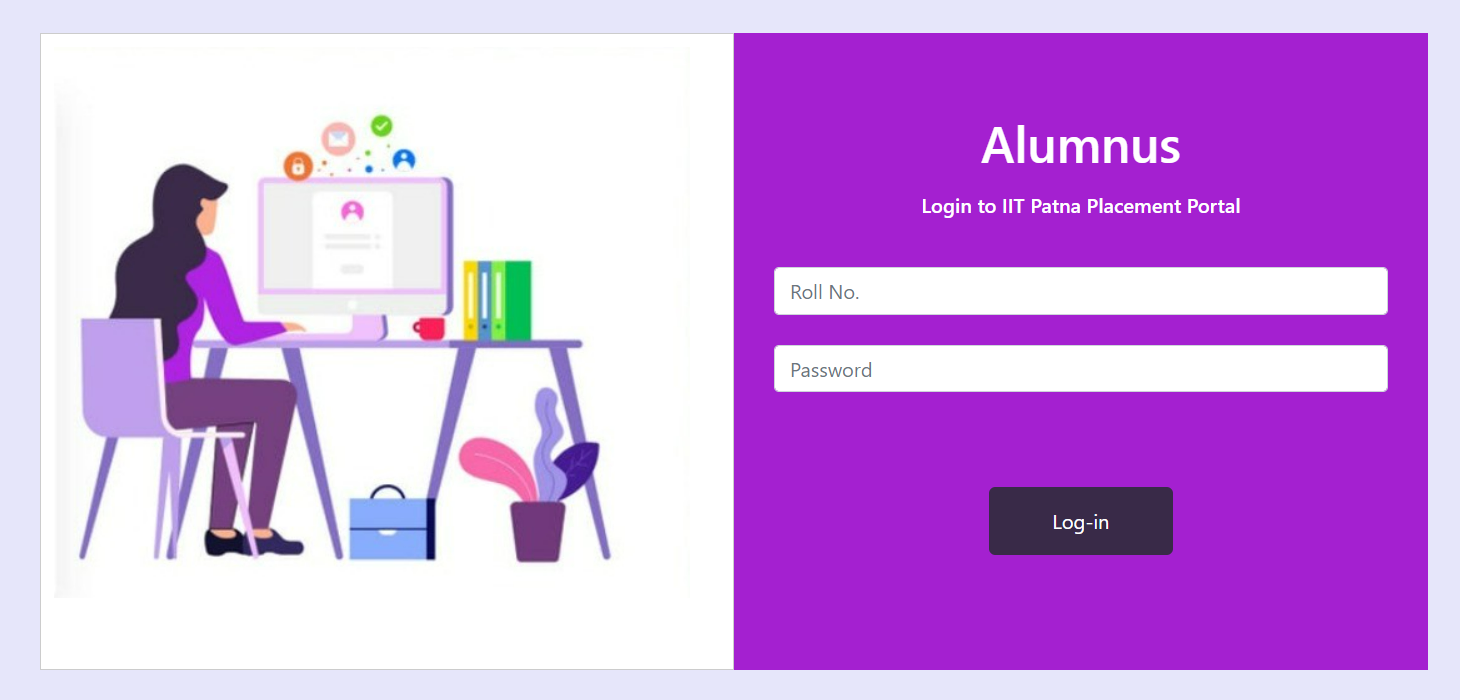 Alumnus
Login to IIT Patna Placement Portal
Roll No.
Password
Log-in